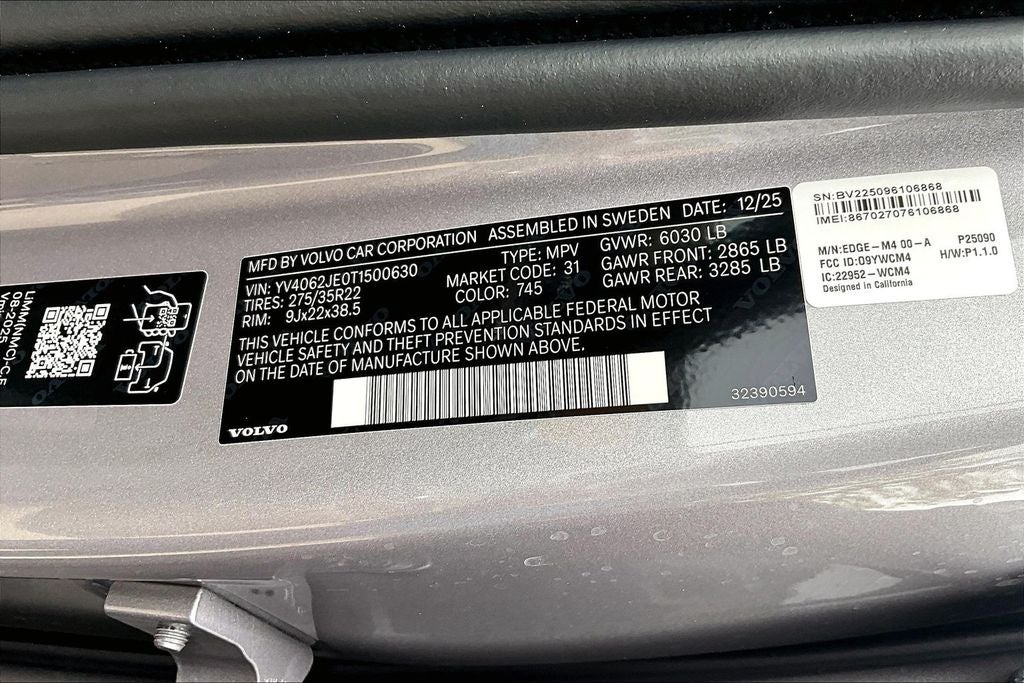 MFD BY VOLVO CAR CORPORATION ASSEMBLED IN SWEDEN DATE: 12/25
VIN: YV4062JE0T1500630 TYPE: MPV GVWR: 6030 LB
TIRES: 275/35R22 MARKET CODE: 31 GAWR FRONT: 2865 LB
RIM: 9Jx22x38.5 COLOR: 745 GAWR REAR: 3285 LB
THIS VEHICLE CONFORMS TO ALL APPLICABLE FEDERAL MOTOR
VEHICLE SAFETY AND THEFT PREVENTION STANDARDS IN EFFECT
ON THE DATE OF MANUFACTURE SHOWN ABOVE.
32390594
VOLVO
SN:BV225096106868
IMEI:867027076106868
M/N:EDGE-M4 00-A P25090
FCC ID:O9YWCM4 H/W:P1.1.0
IC:22952-WCM4
Designed in California
08-2025